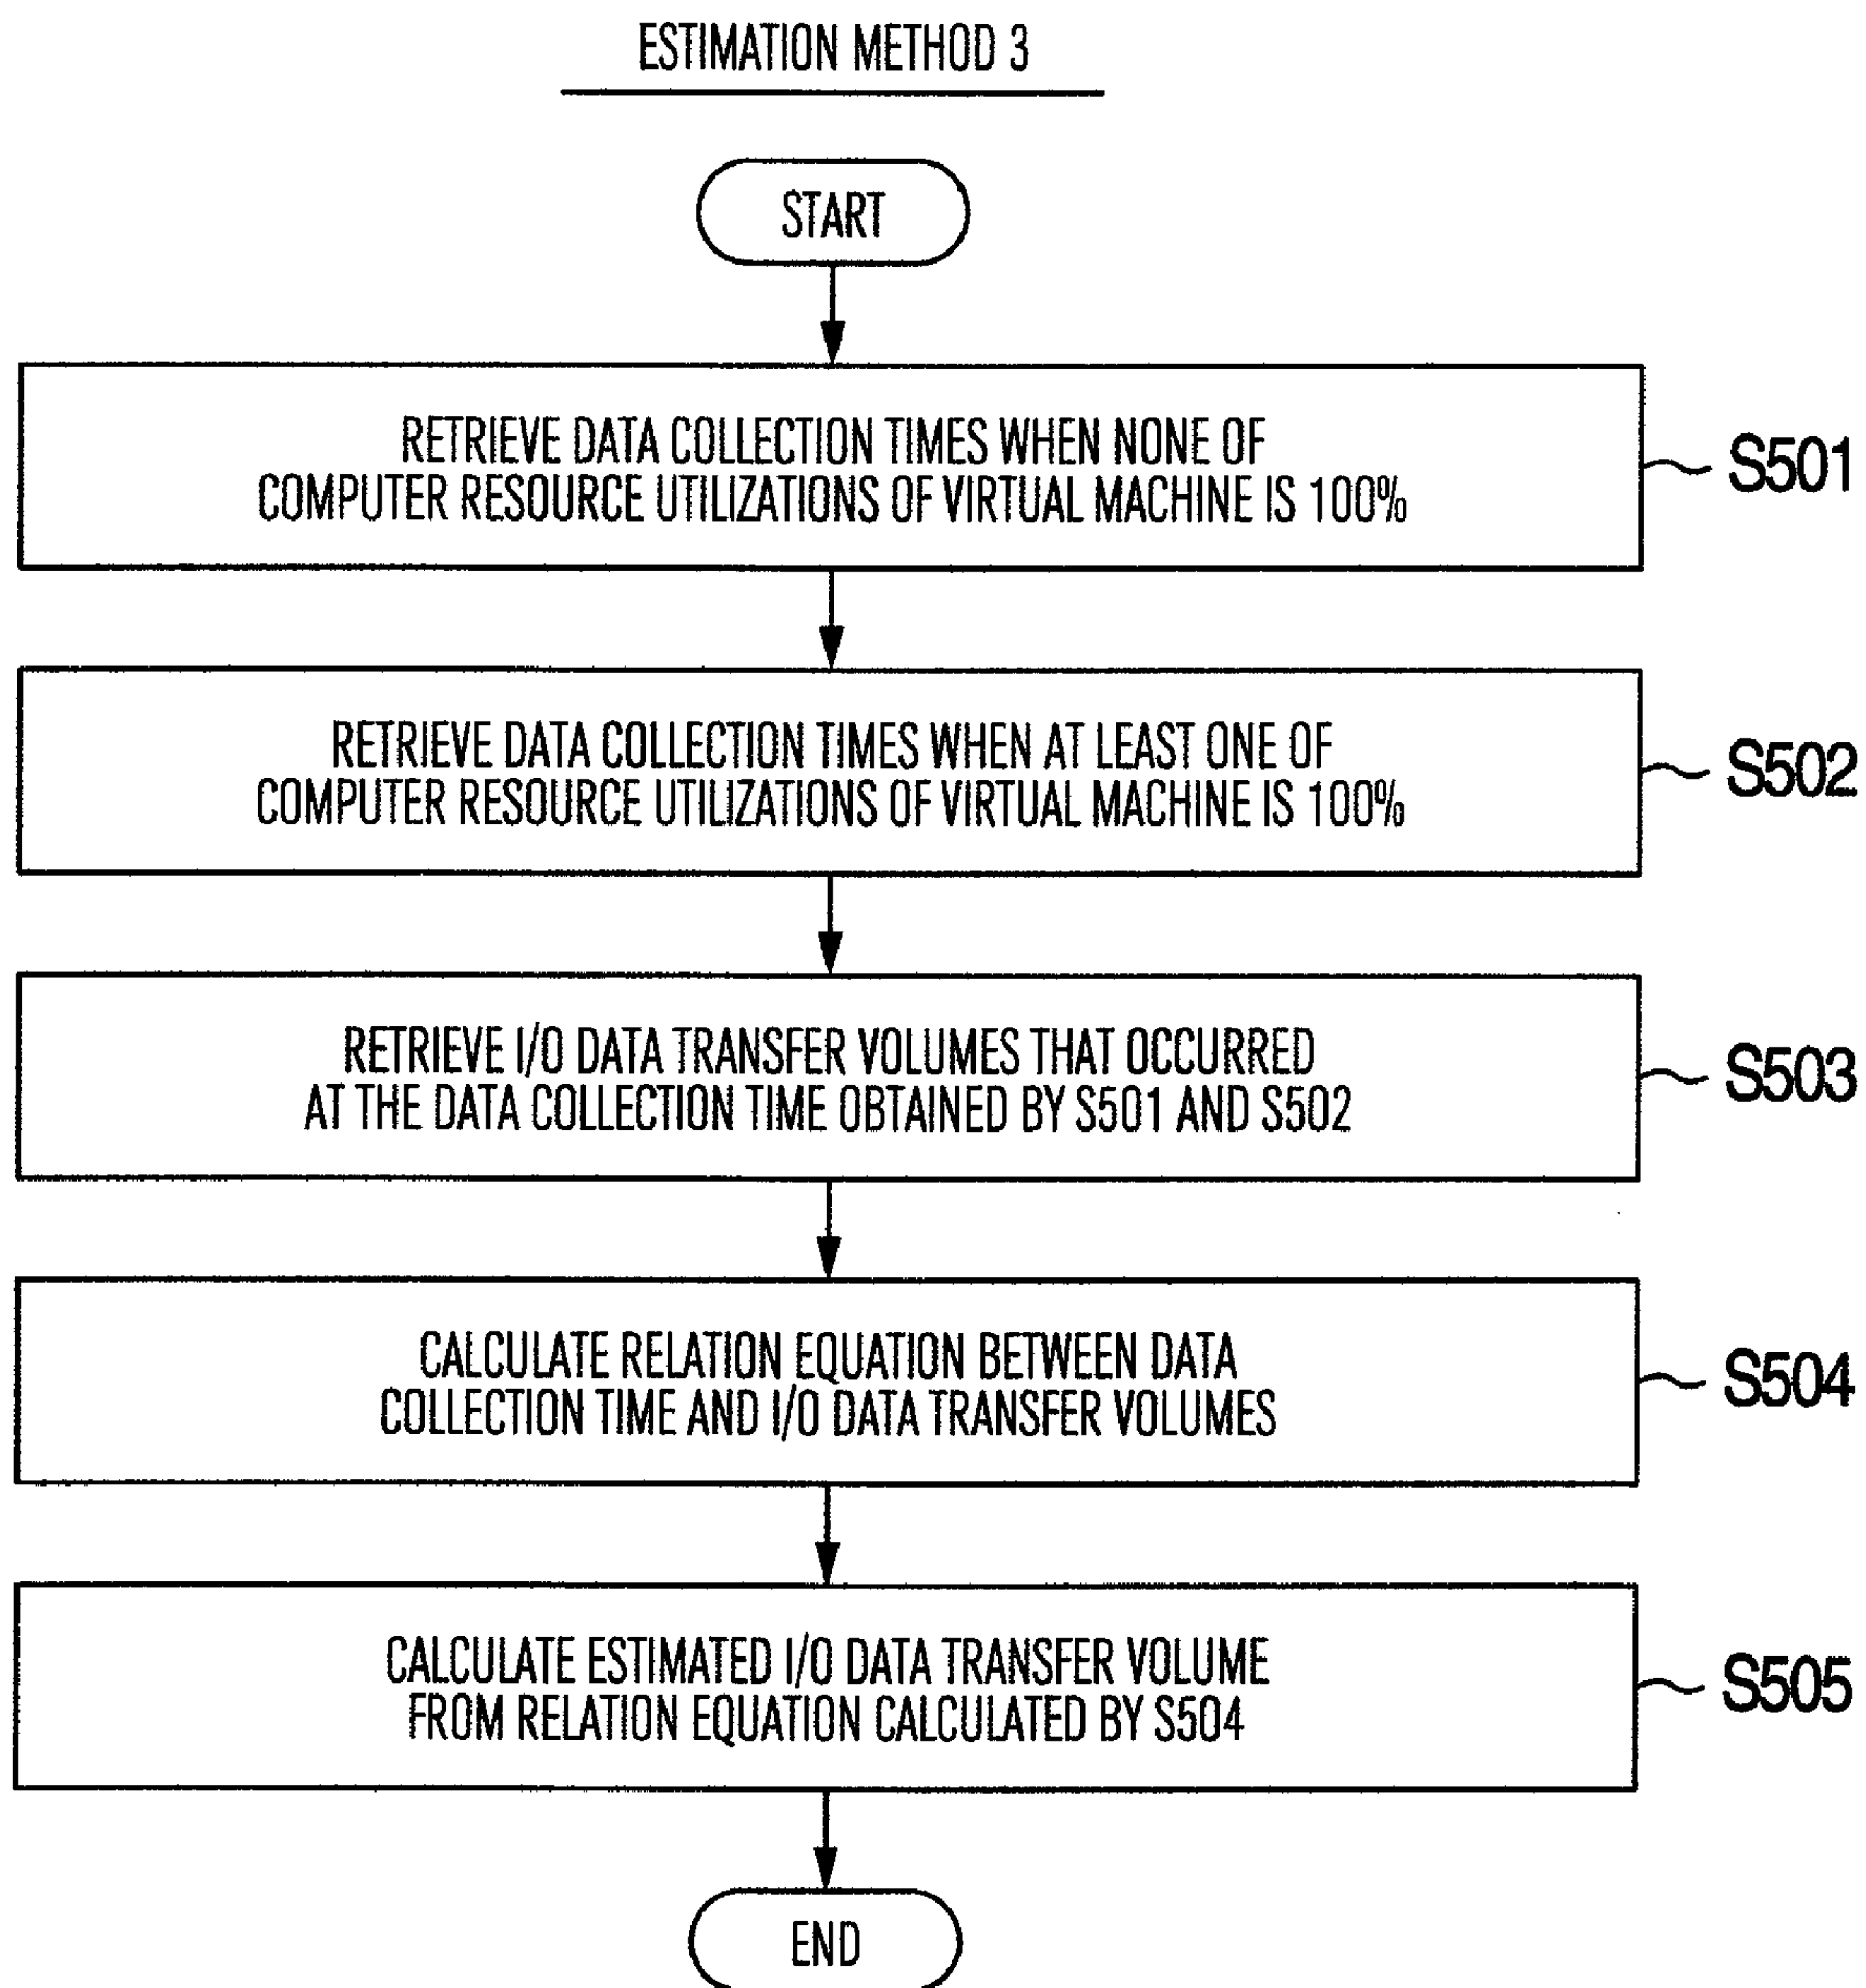 ESTIMATION METHOD 3
START
RETRIEVE DATA COLLECTION TIMES WHEN NONE OF
COMPUTER RESOURCE UTILIZATIONS OF VIRTUAL MACHINE IS 100%
S501
RETRIEVE DATA COLLECTION TIMES WHEN AT LEAST ONE OF
COMPUTER RESOURCE UTILIZATIONS OF VIRTUAL MACHINE IS 100%
S502
RETRIEVE I/O DATA TRANSFER VOLUMES THAT OCCURRED
AT THE DATA COLLECTION TIME OBTAINED BY S501 AND S502
S503
CALCULATE RELATION EQUATION BETWEEN DATA
COLLECTION TIME AND I/O DATA TRANSFER VOLUMES
S504
CALCULATE ESTIMATED I/O DATA TRANSFER VOLUME
FROM RELATION EQUATION CALCULATED BY S504
S505
END